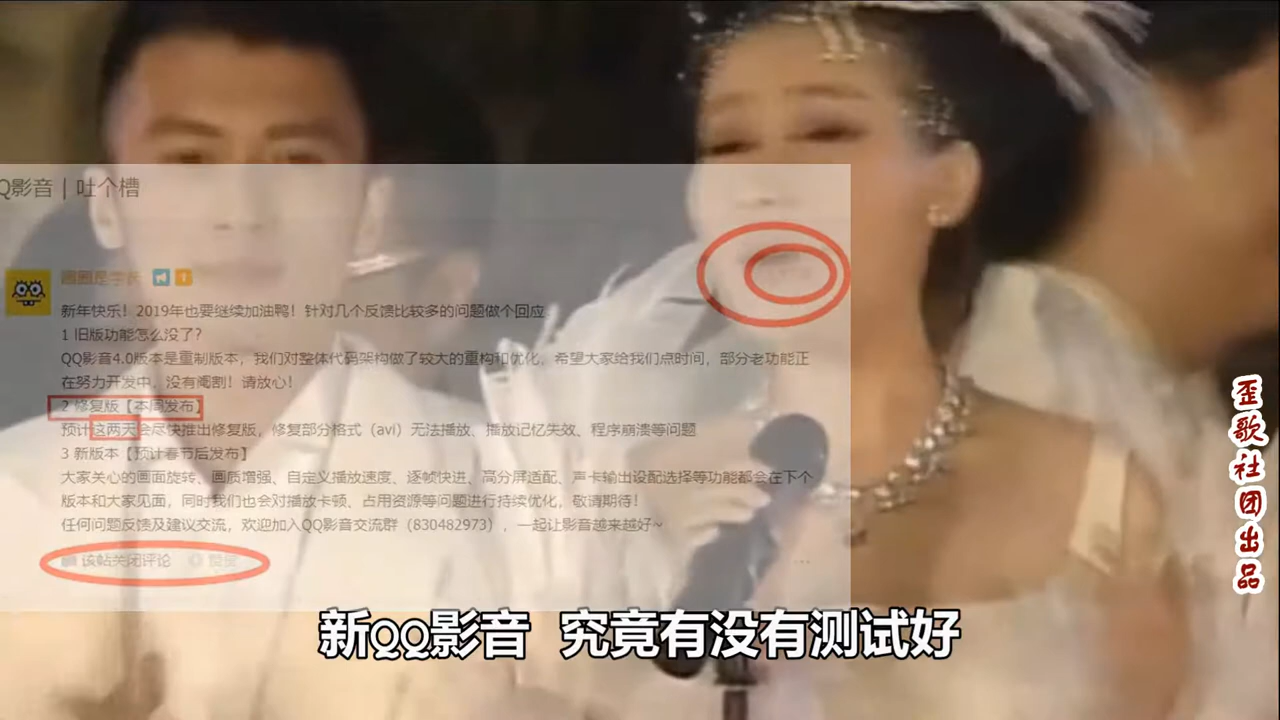 Q影音 | 吐个槽
圈圈是学长
新年快乐！2019年也要继续加油鸭！针对几个反馈比较多的问题做个回应
1 旧版功能怎么没了？
QQ影音4.0版本是重制版本，我们对整体代码架构做了较大的重构和优化，希望大家给我们点时间，部分老功能正
在努力开发中，没有阉割！请放心！
2 修复版【本周发布】
预计这两天会尽快推出修复版，修复部分格式（avi）无法播放、播放记忆失效、程序崩溃等问题
3 新版本【预计春节后发布】
大家关心的画面旋转、画质增强、自定义播放速度、逐帧快进、高分屏适配、声卡输出设配选择等功能都会在下个
版本和大家见面，同时我们也会对播放卡顿、占用资源等问题进行持续优化，敬请期待！
任何问题反馈及建议交流，欢迎加入QQ影音交流群（830482973），一起让影音越来越好~
该帖关闭评论
新QQ影音 究竟有没有测试好
歪歌社团出品